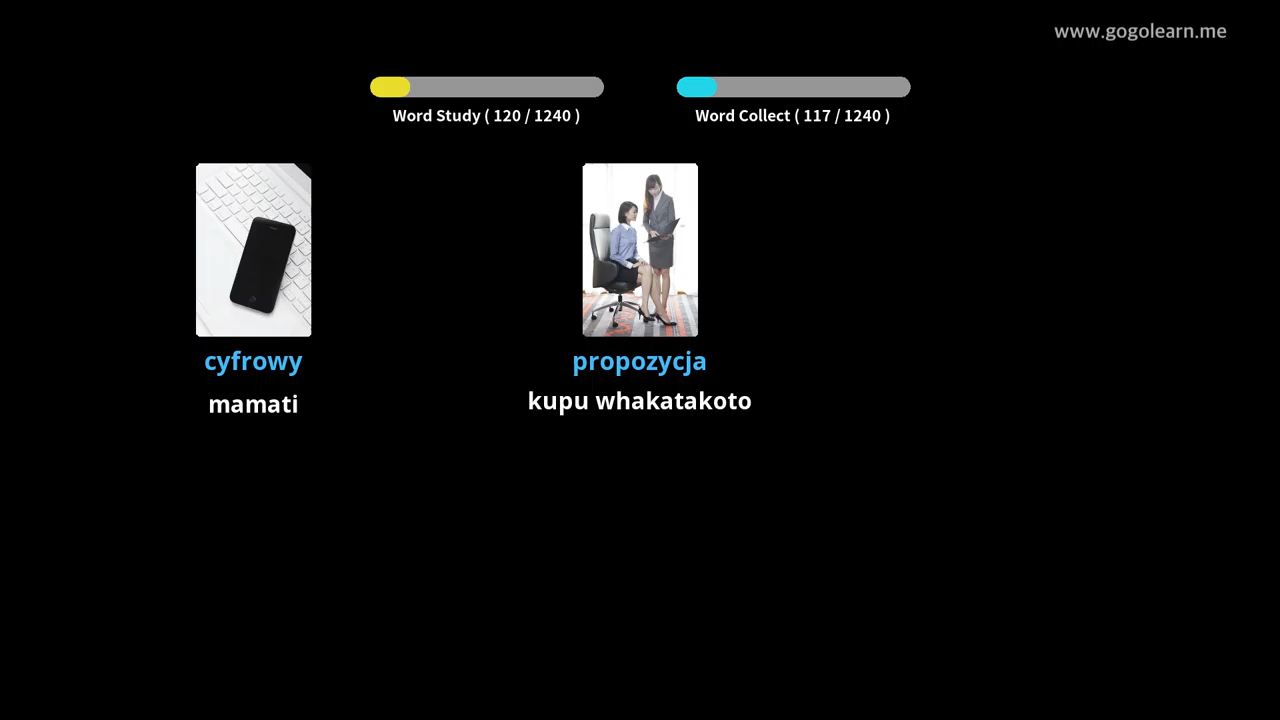 www.gogolearn.me
Word Study ( 120 / 1240 )
Word Collect ( 117 / 1240 )
cyfrowy
mamati
propozycja
kupu whakatakoto